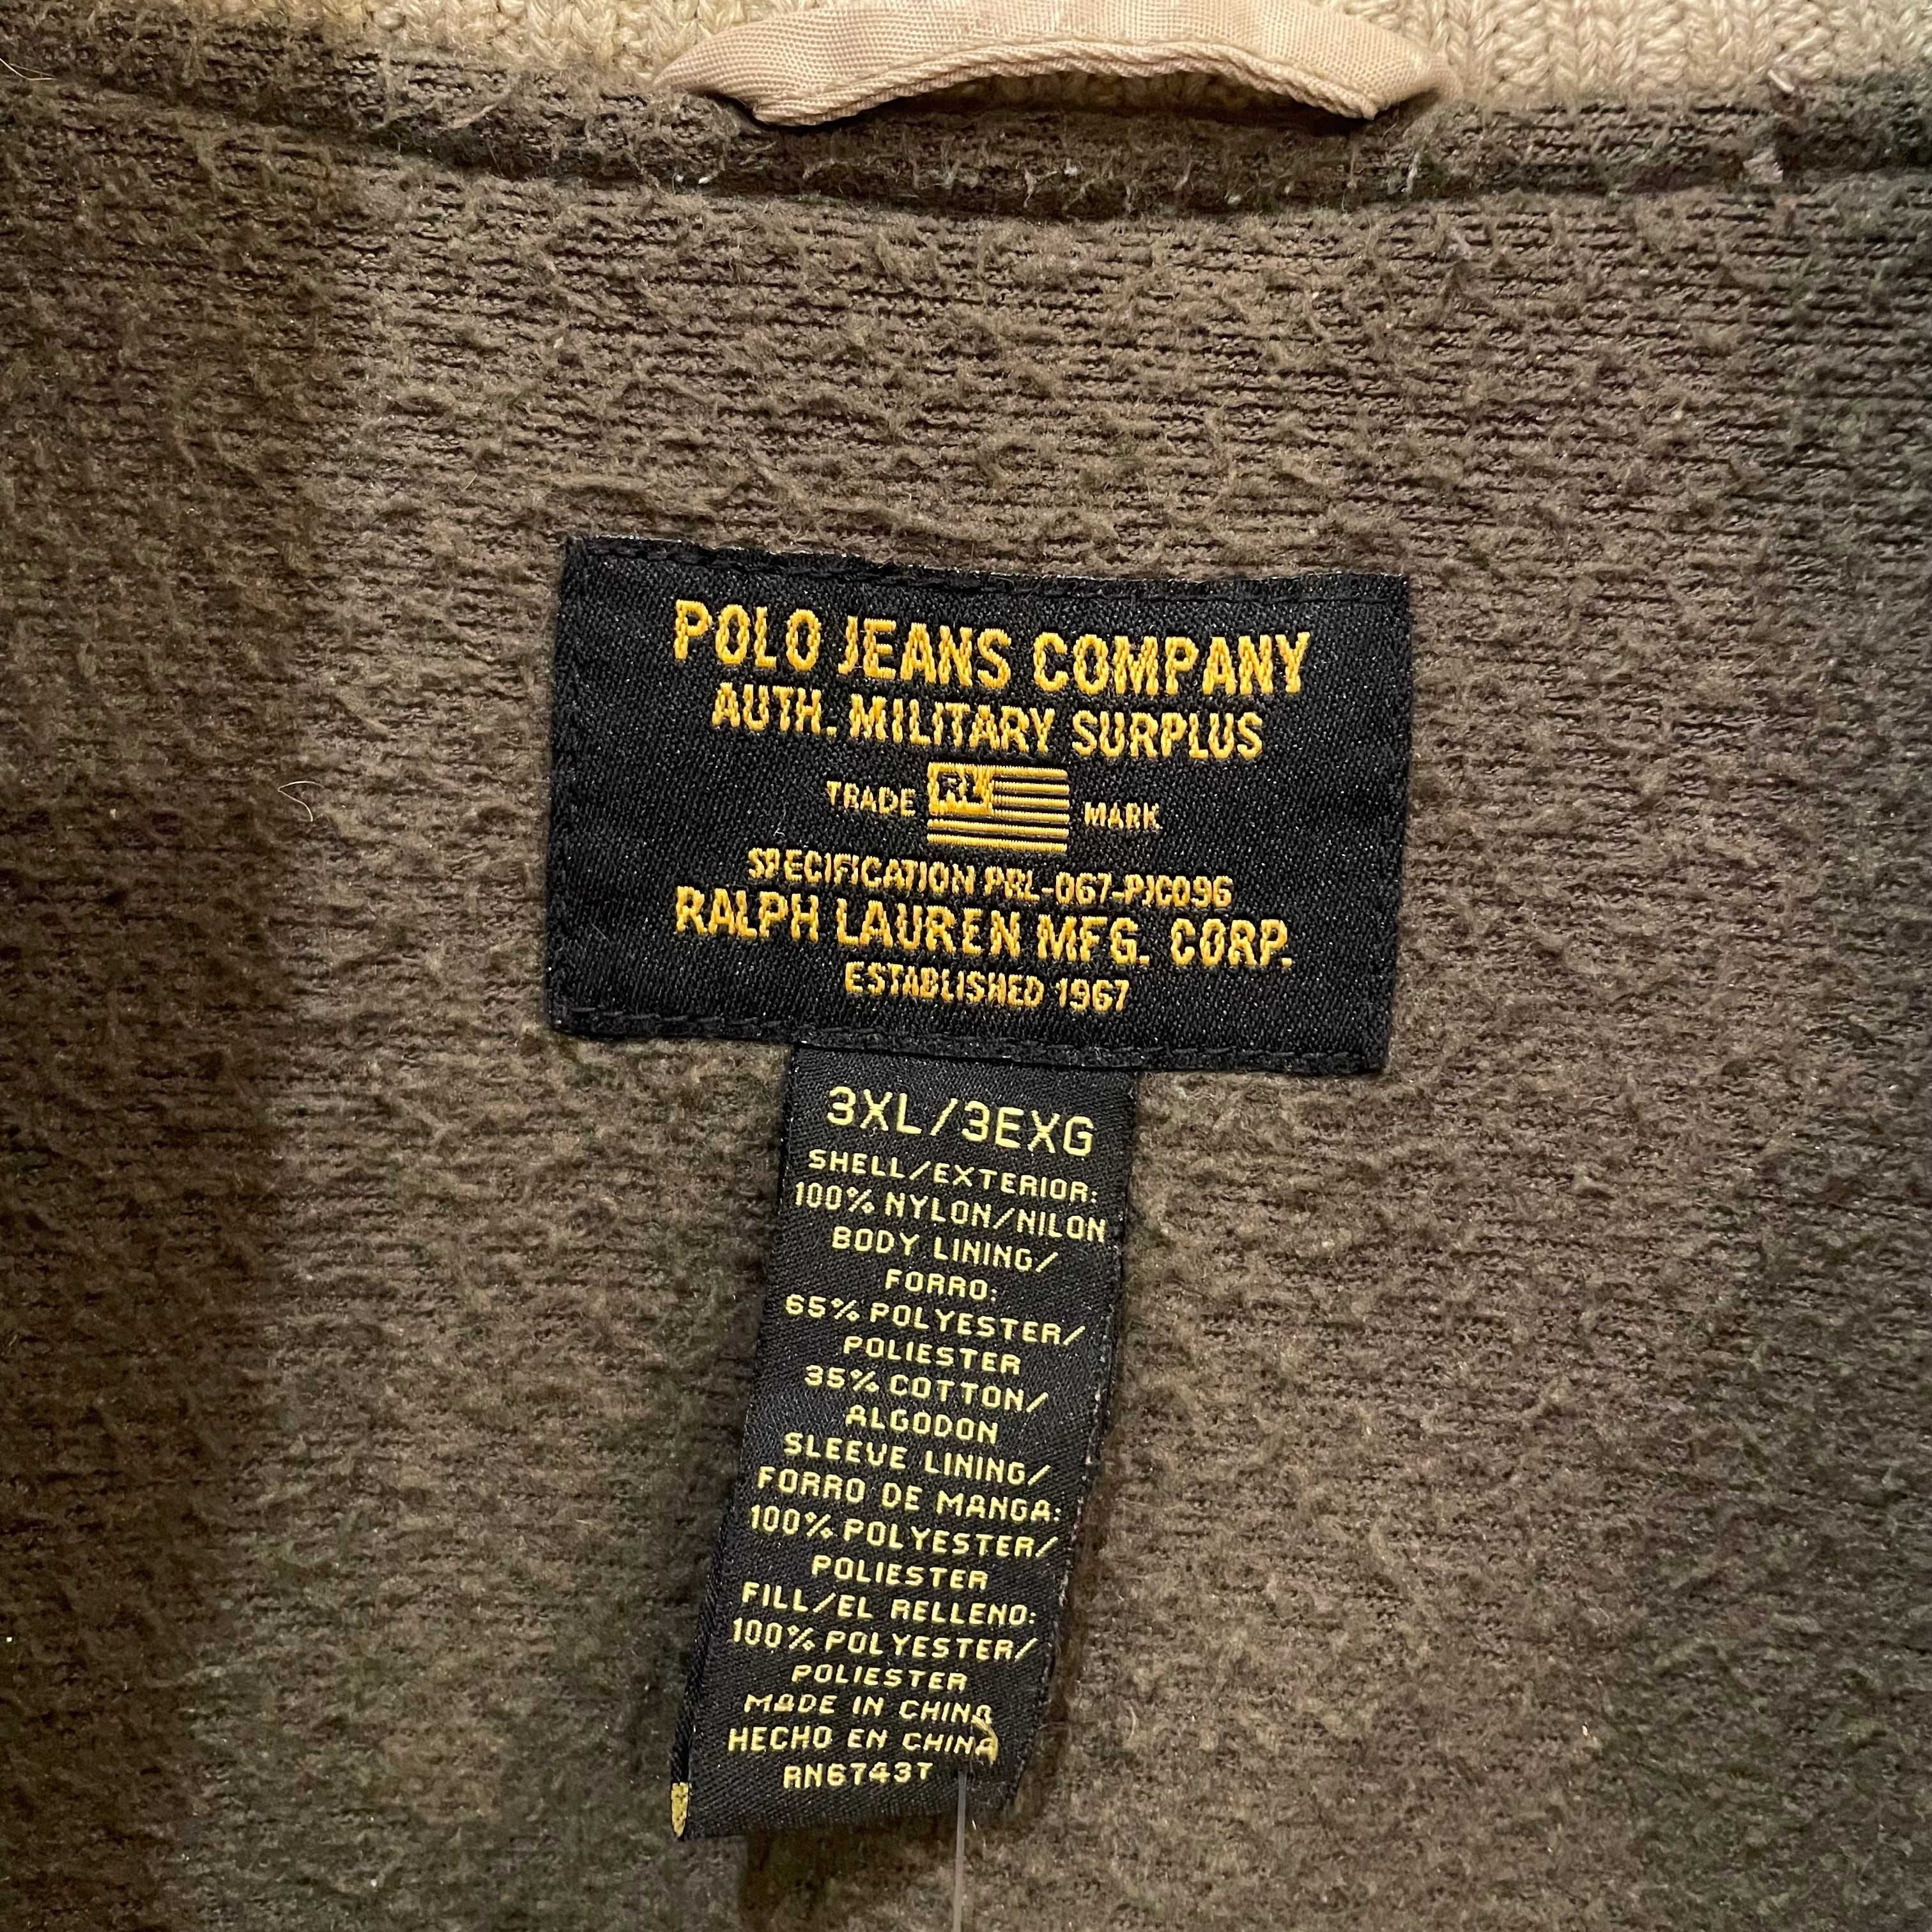 POLO JEANS COMPANY
AUTH. MILITARY SURPLUS
TRADE RL MARK
SPECIFICATION PRL-067-PJC096
RALPH LAUREN MFG. CORP.
ESTABLISHED 1967
3XL/3EXG
SHELL/EXTERIOR:
100% NYLON/NILON
BODY LINING/
FORRO:
65% POLYESTER/
POLIESTER
35% COTTON/
ALGODON
SLEEVE LINING/
FORRO DE MANGA:
100% POLYESTER/
POLIESTER
FILL/EL RELLENO:
100% POLYESTER/
POLIESTER
MADE IN CHINA
HECHO EN CHINA
RN6743T